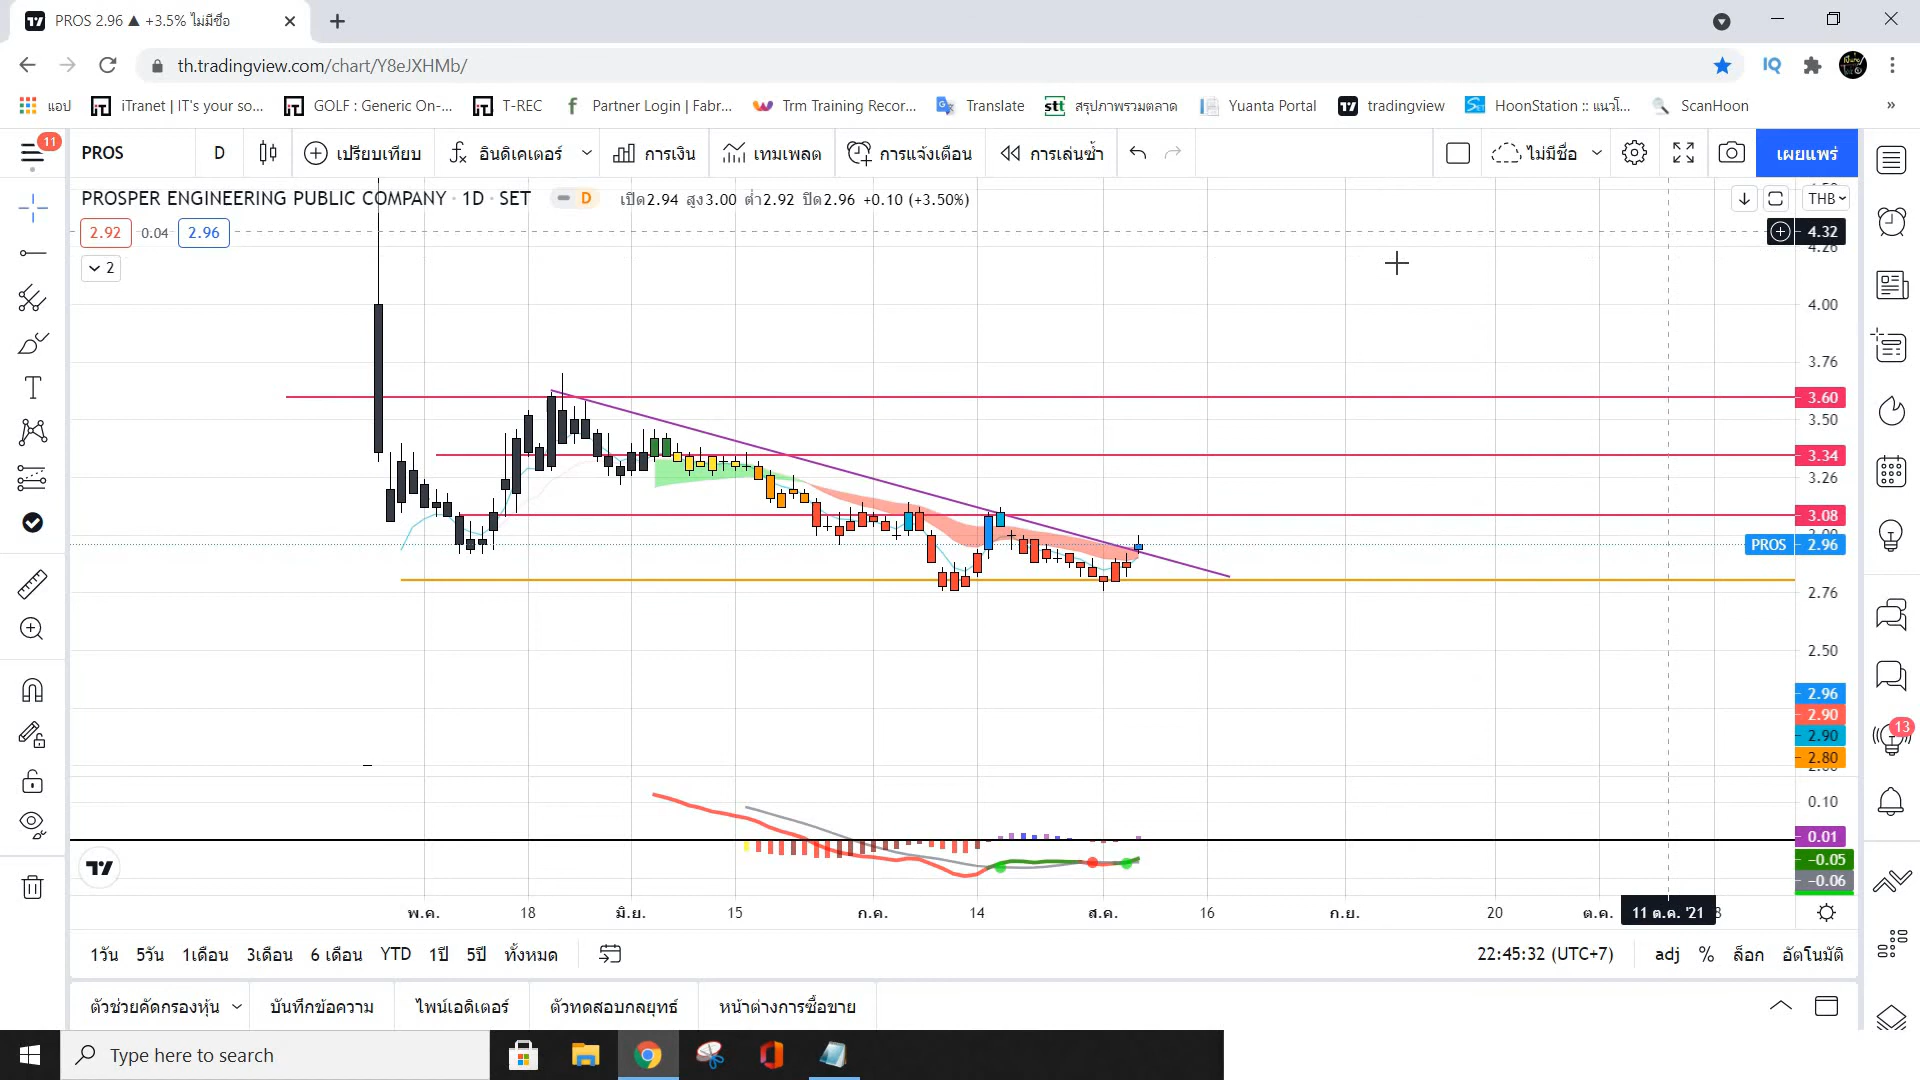 PROS 2.96 ▲ +3.5% ไม่มีชื่อ
th.tradingview.com/chart/Y8eJXHMb/
IQ
แอป iTranet | IT's your so... GOLF : Generic On-... T-REC Partner Login | Fabr... Trm Training Recor... Translate สรุปภาพรวมตลาด Yuanta Portal tradingview HoonStation :: แนวโ... ScanHoon »
11 PROS D เปรียบเทียบ อินดิเคเตอร์ การเงิน เทมเพลต การแจ้งเตือน การเล่นซ้ำ ไม่มีชื่อ เผยแพร่
PROSPER ENGINEERING PUBLIC COMPANY · 1D · SET D เปิด2.94 สูง3.00 ต่ำ2.92 ปิด2.96 +0.10 (+3.50%) THB
2.92 0.04 2.96
4.32
2
4.00
3.76
3.60
3.50
3.34
3.26
3.08
PROS 2.96
2.76
2.50
2.96
2.90
2.90
2.80
13
0.10
0.01
−0.05
−0.06
พ.ค. 18 มิ.ย. 15 ก.ค. 14 ส.ค. 16 ก.ย. 20 ต.ค. 11 ต.ค. '21
1วัน 5วัน 1เดือน 3เดือน 6 เดือน YTD 1ปี 5ปี ทั้งหมด 22:45:32 (UTC+7) adj % ล็อก อัตโนมัติ
ตัวช่วยคัดกรองหุ้น บันทึกข้อความ ไพน์เอดิเตอร์ ตัวทดสอบกลยุทธ์ หน้าต่างการซื้อขาย
Type here to search